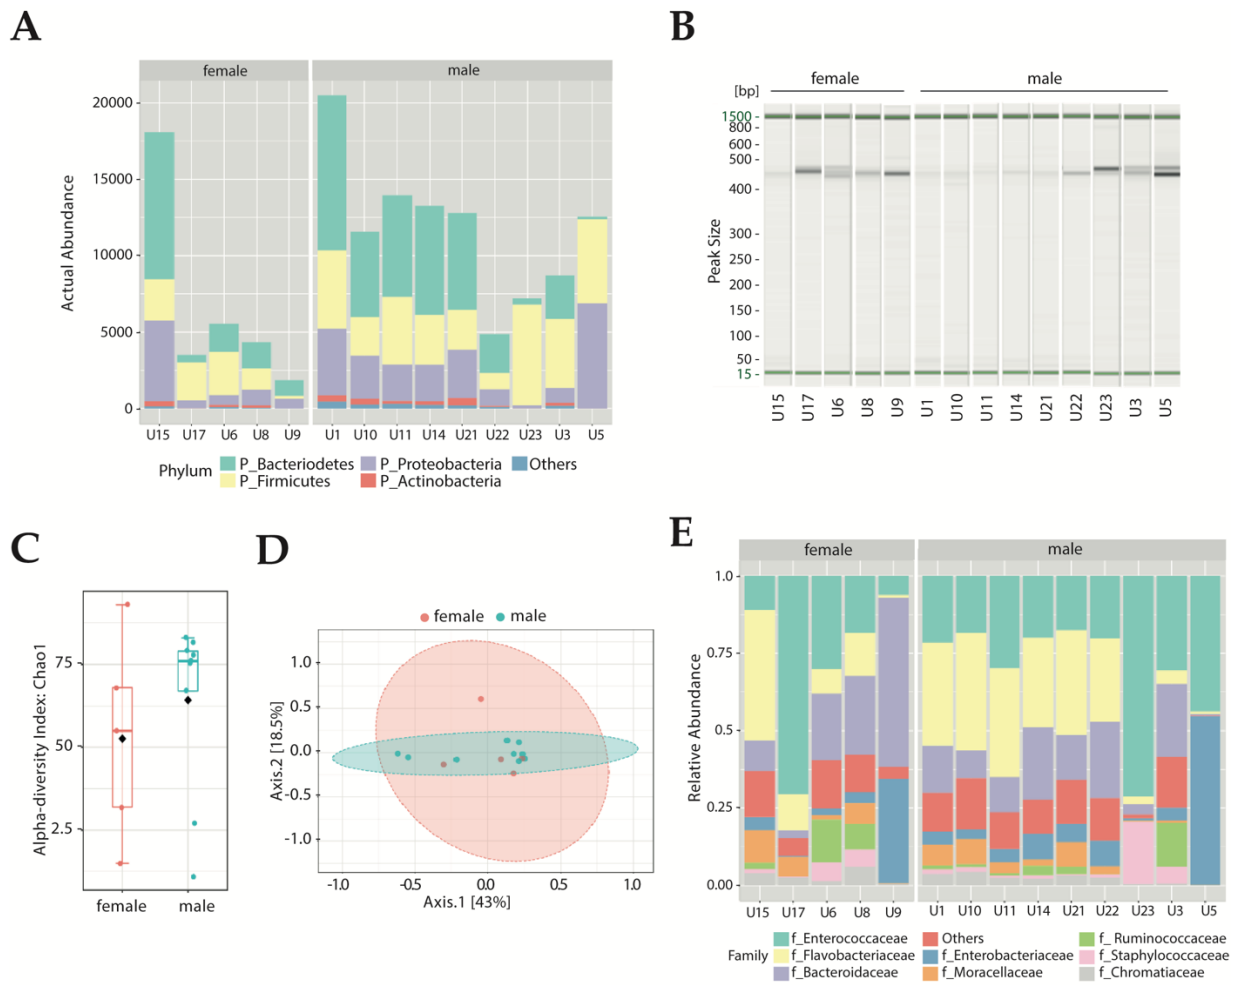 A
female
male
20000
15000
10000
5000
0
Actual Abundance
U15 U17 U6 U8 U9 U1 U10 U11 U14 U21 U22 U23 U3 U5
Phylum P_Bacteriodetes P_Proteobacteria Others
P_Firmicutes P_Actinobacteria
B
female
male
[bp]
1500
800
600
500
400
300
250
200
150
100
50
15
Peak Size
U15 U17 U6 U8 U9 U1 U10 U11 U14 U21 U22 U23 U3 U5
C
Alpha-diversity Index: Chao1
75
50
2.5
female male
D
female male
1.0
0.5
0.0
-0.5
-1.0
Axis.2 [18.5%]
-1.0 -0.5 0.0 0.5 1.0
Axis.1 [43%]
E
female
male
1.0
0.75
0.5
0.25
0.00
Relative Abundance
U15 U17 U6 U8 U9 U1 U10 U11 U14 U21 U22 U23 U3 U5
f_Enterococcaceae Others f_ Ruminococcaceae
Family f_Flavobacteriaceae f_Enterobacteriaceae f_Staphylococcaceae
f_Bacteroidaceae f_Moracellaceae f_Chromatiaceae